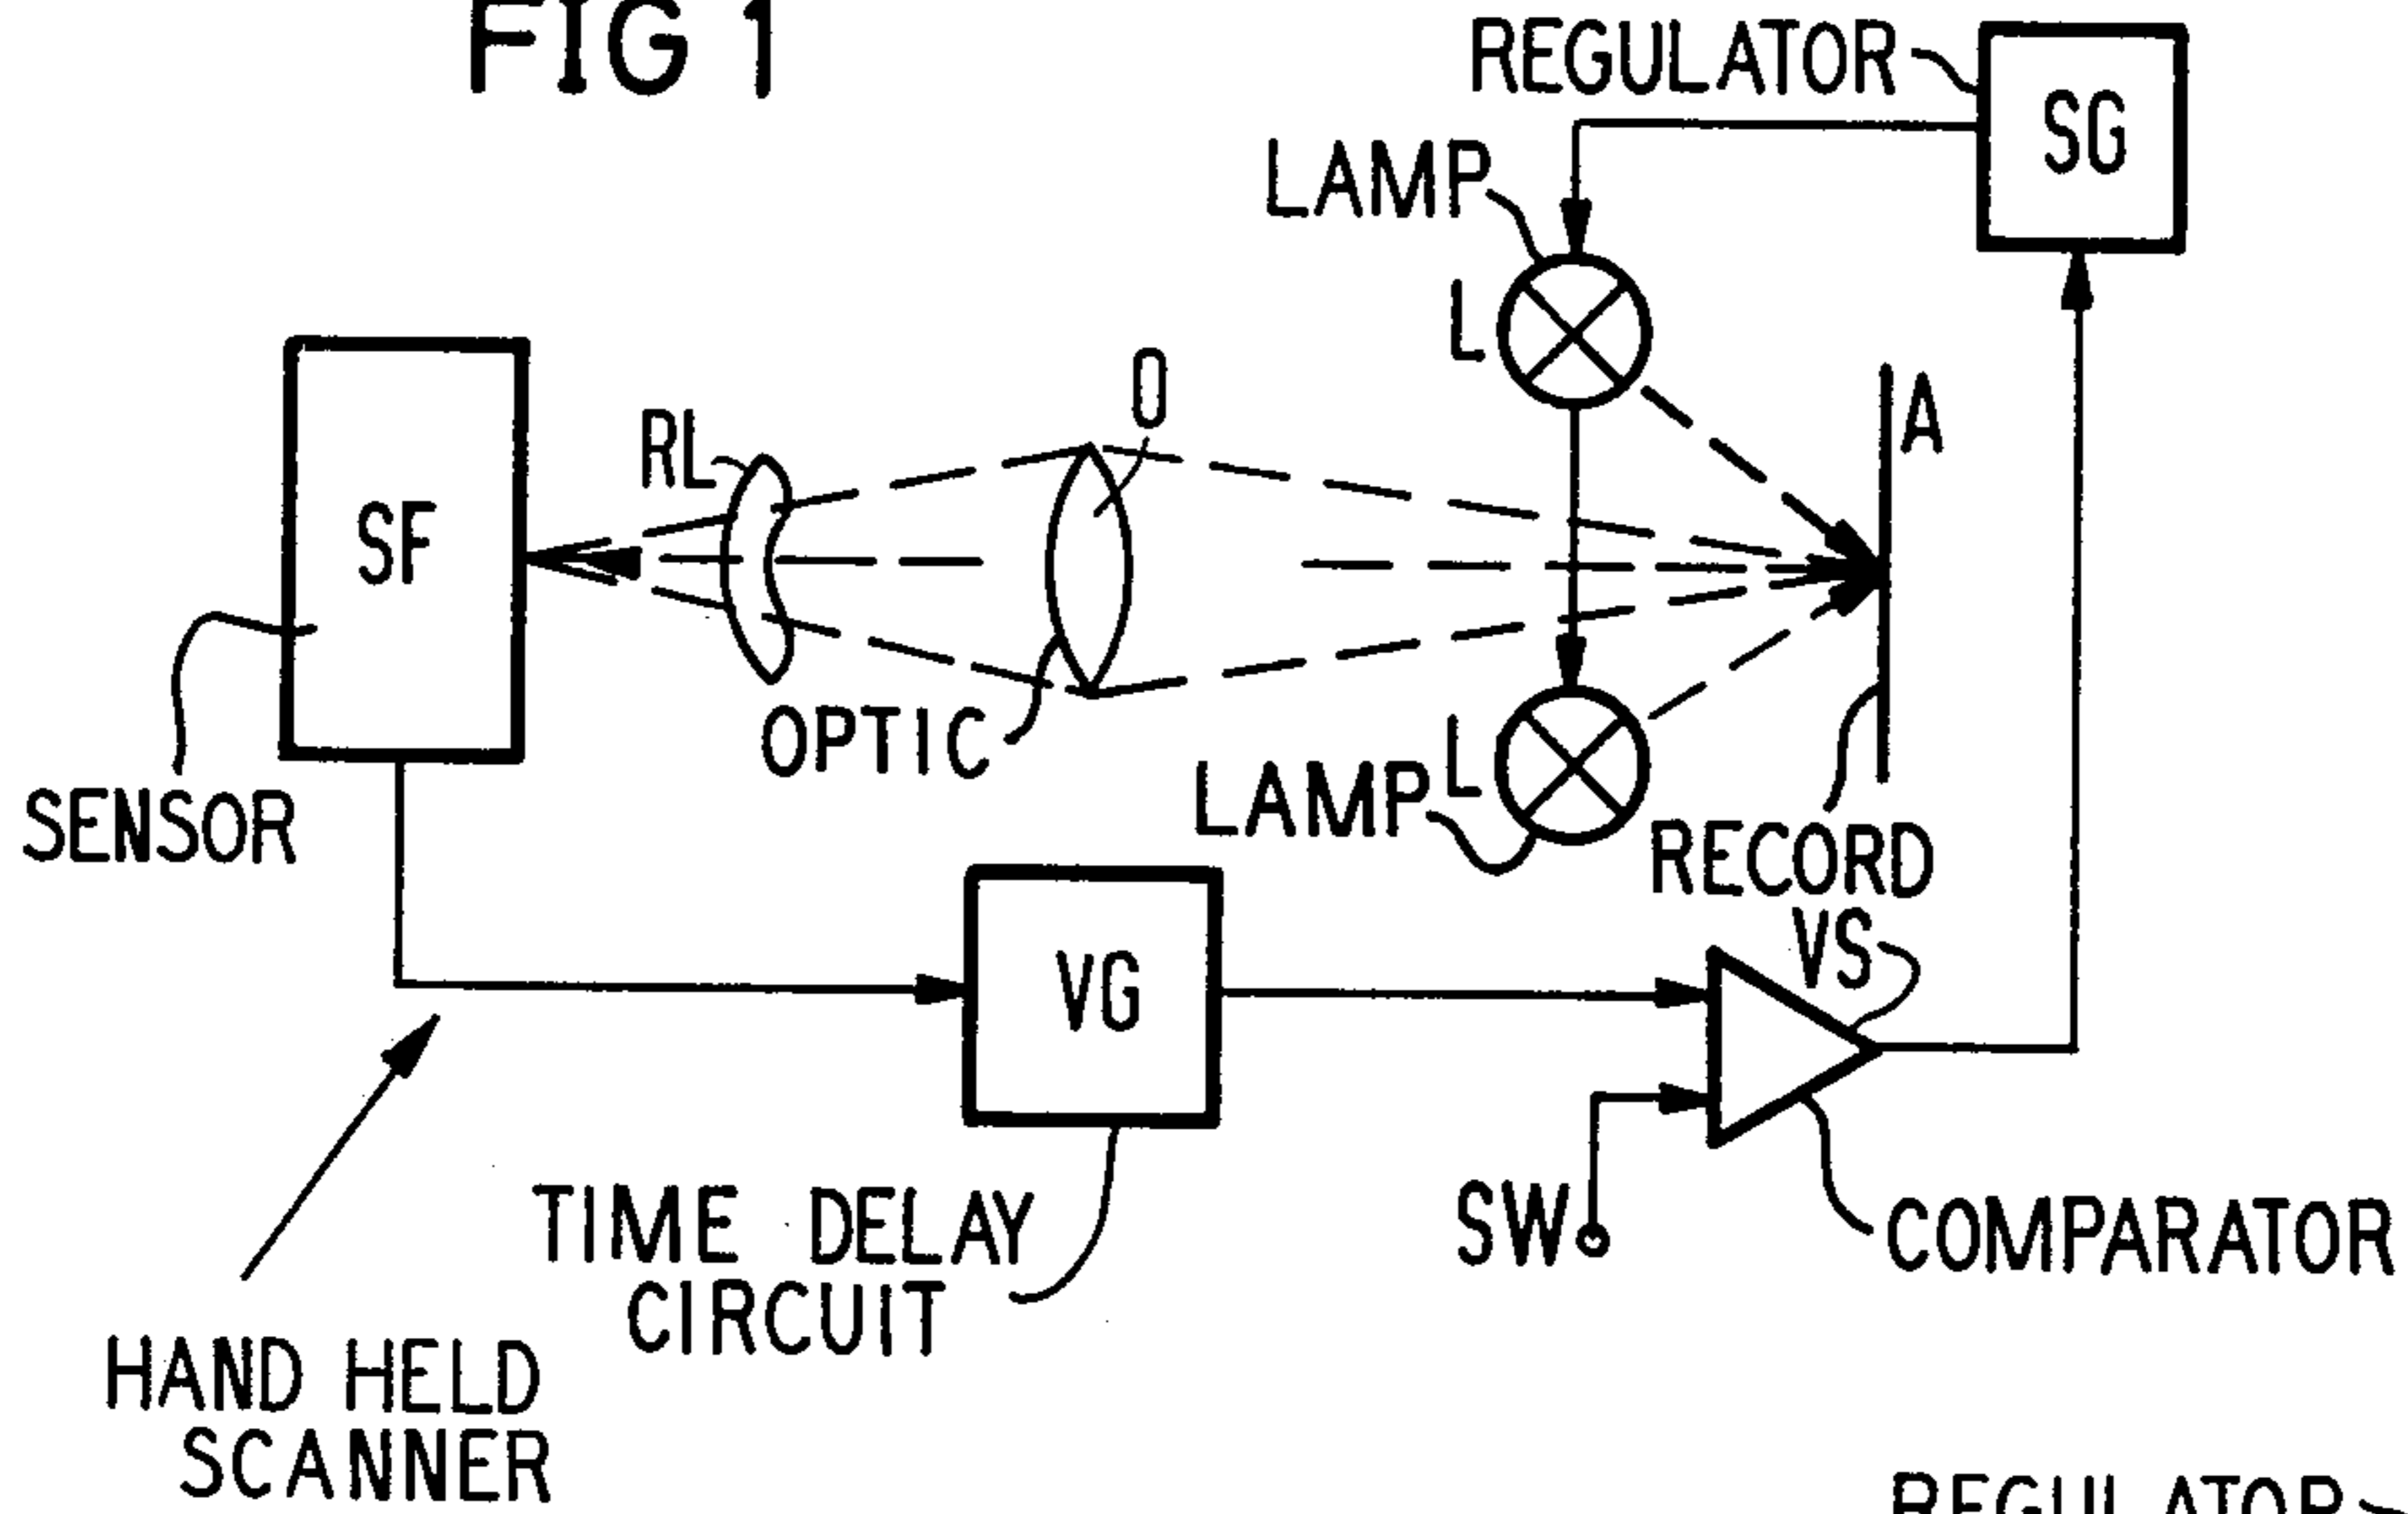 FIG 1
REGULATOR
SG
LAMP
L
A
O
RL
SF
OPTIC
L
LAMP
SENSOR
RECORD
VS
VG
TIME DELAY
CIRCUIT
SW
COMPARATOR
HAND HELD
SCANNER
REGULATOR